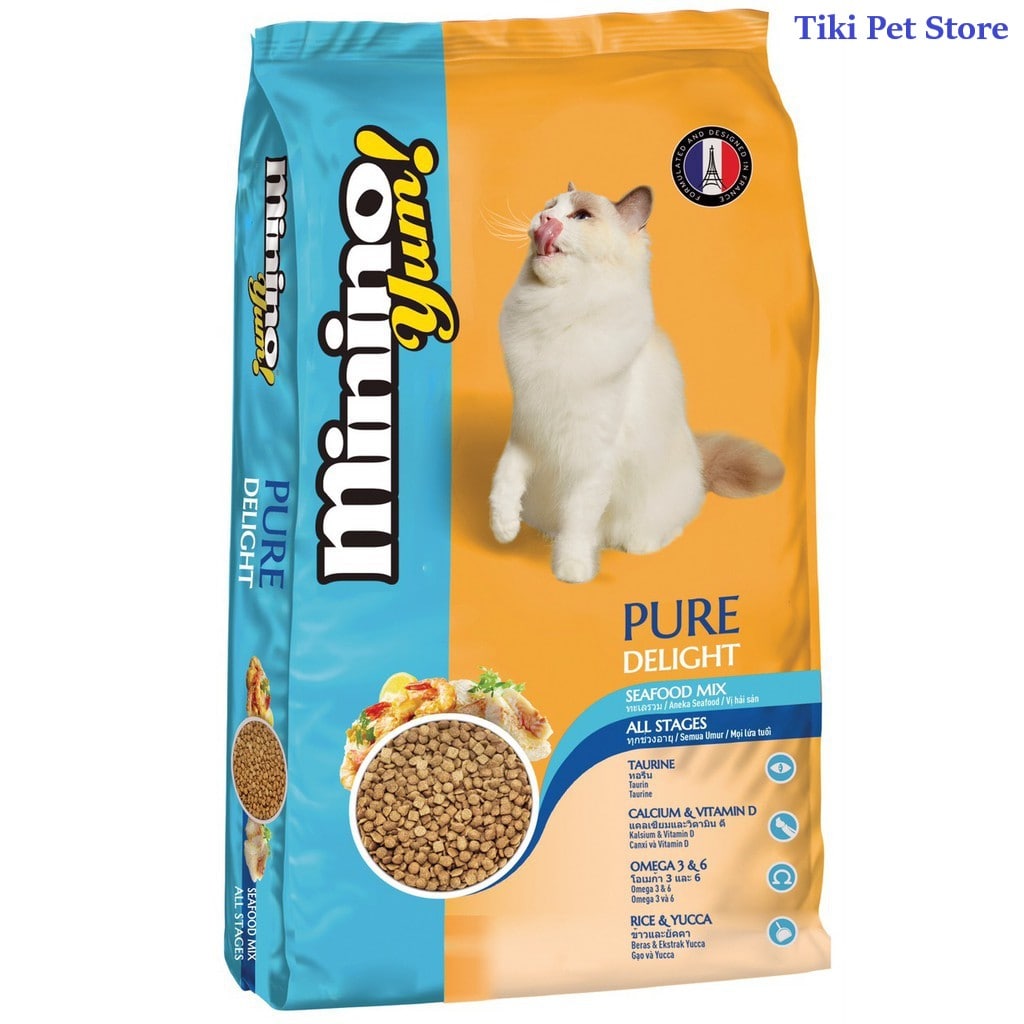 Tiki Pet Store
FORMULATED AND DESIGNED IN FRANCE
minino
Yum!
minino
Yum!
PURE
DELIGHT
PURE
DELIGHT
SEAFOOD MIX
ทะเลรวม / Aneka Seafood / Vị hải sản
ALL STAGES
ทุกช่วงอายุ / Semua Umur / Mọi lứa tuổi
TAURINE
ทอรีน
Taurin
Taurine
CALCIUM & VITAMIN D
แคลเซียมและวิตามิน ดี
Kalsium & Vitamin D
Canxi và Vitamin D
OMEGA 3 & 6
โอเมก้า 3 และ 6
Omega 3 & 6
Omega 3 và 6
RICE & YUCCA
ข้าวและยัคคา
Beras & Ekstrak Yucca
Gạo và Yucca
SEAFOOD MIX
ALL STAGES